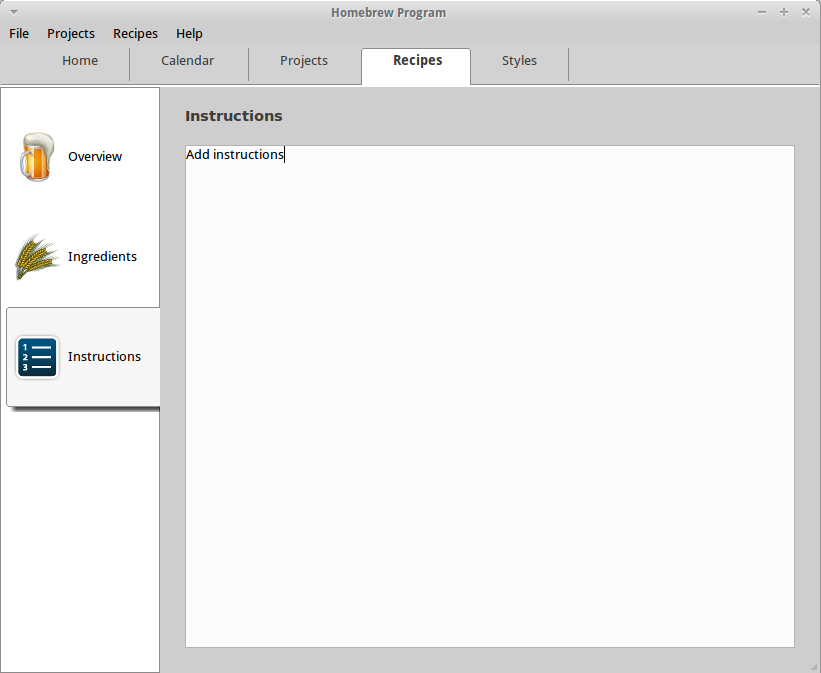 Homebrew Program
File Projects Recipes Help
Home Calendar Projects Recipes Styles
Instructions
Add instructions
Overview
Ingredients
1
2
3
Instructions